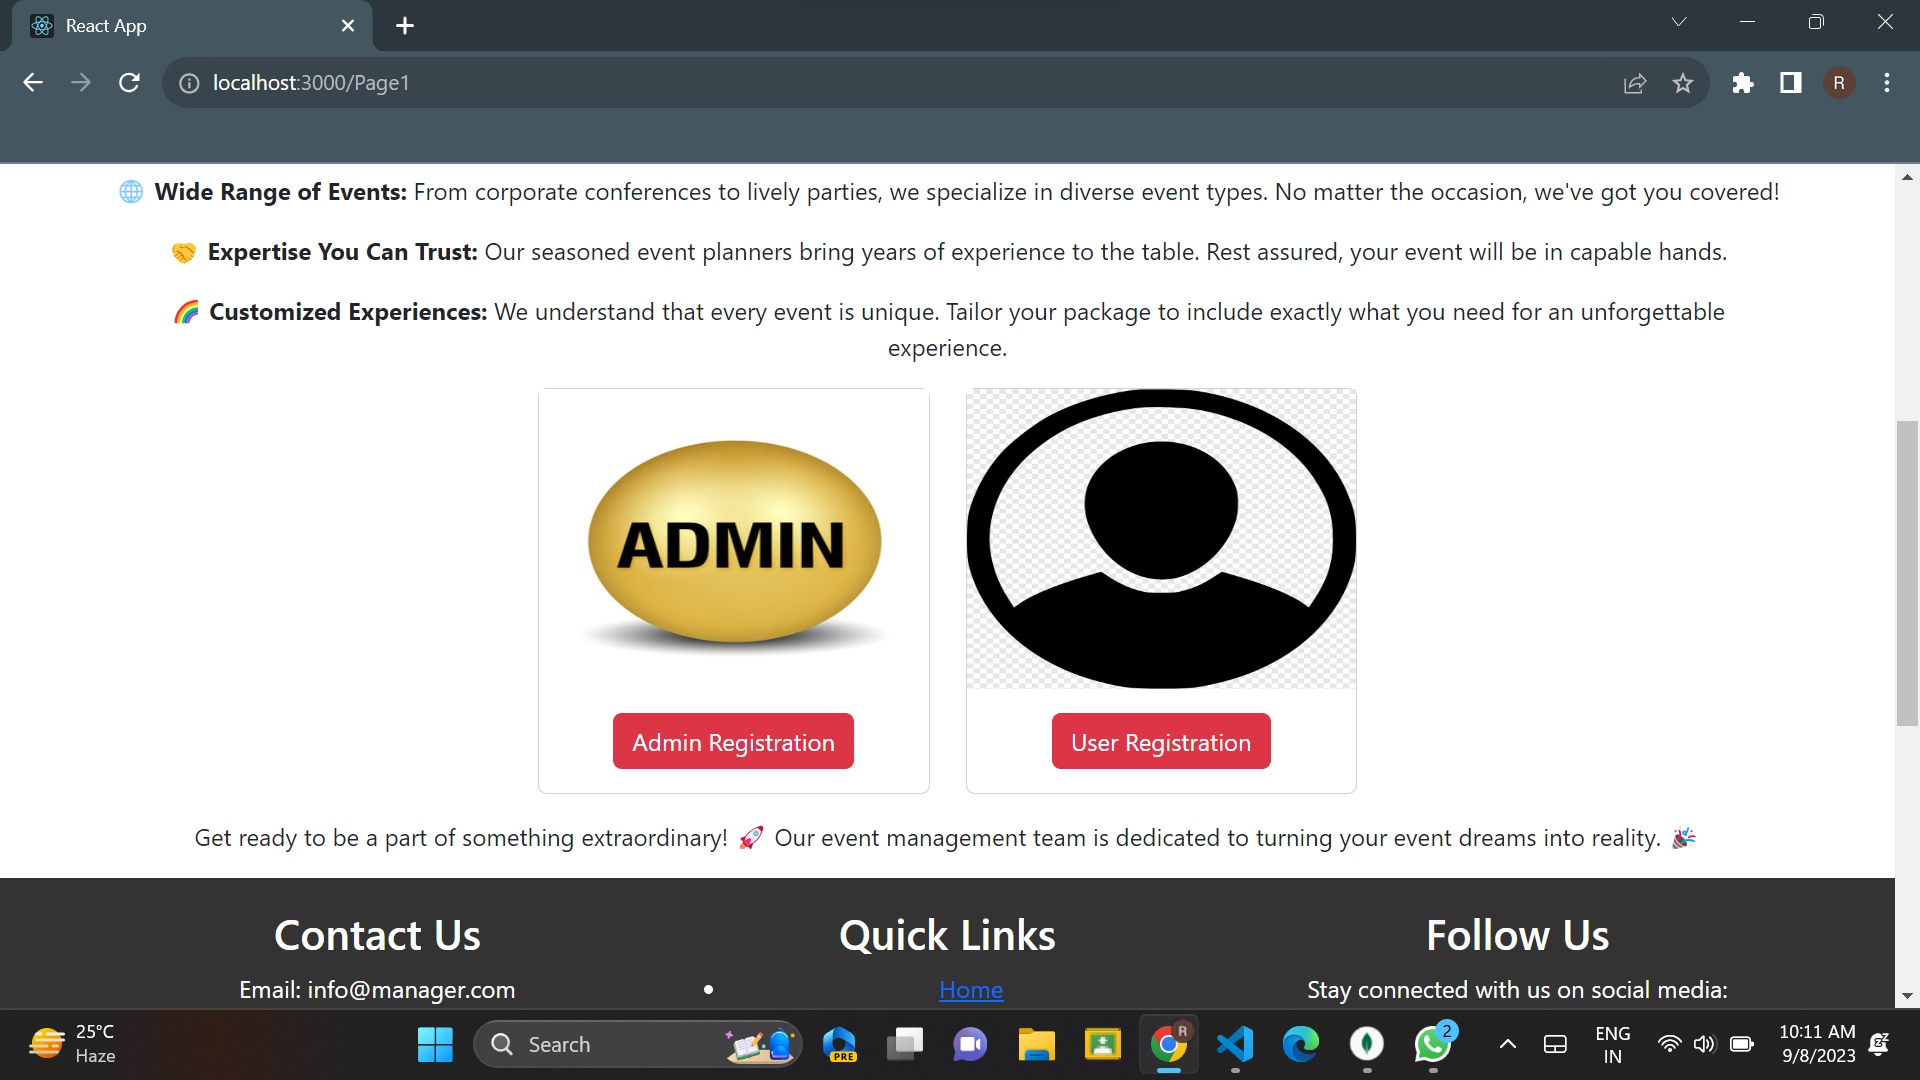 React App
localhost:3000/Page1
R
🌐 Wide Range of Events: From corporate conferences to lively parties, we specialize in diverse event types. No matter the occasion, we've got you covered!
🤝 Expertise You Can Trust: Our seasoned event planners bring years of experience to the table. Rest assured, your event will be in capable hands.
🌈 Customized Experiences: We understand that every event is unique. Tailor your package to include exactly what you need for an unforgettable
experience.
ADMIN
Admin Registration
User Registration
Get ready to be a part of something extraordinary! 🚀 Our event management team is dedicated to turning your event dreams into reality. 🎉
Contact Us
Quick Links
Follow Us
Email: info@manager.com
• Home
Stay connected with us on social media:
25°C
Haze
Search
PRE
R
2
ENG
IN
10:11 AM
9/8/2023